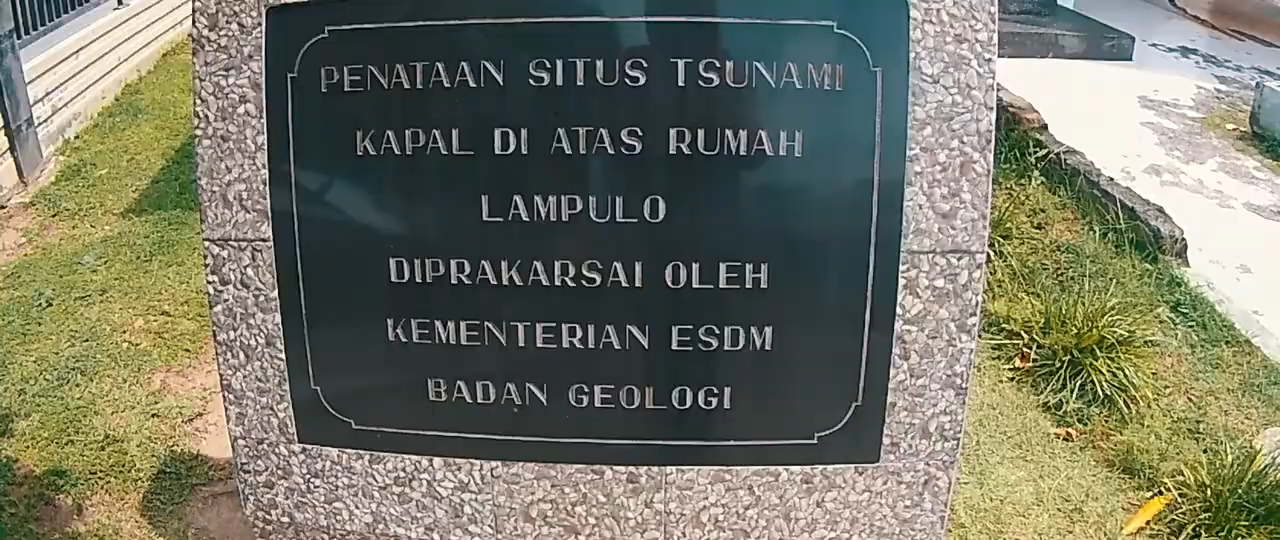 PENATAAN SITUS TSUNAMI
KAPAL DI ATAS RUMAH
LAMPULO
DIPRAKARSAI OLEH
KEMENTERIAN ESDM
BADAN GEOLOGI